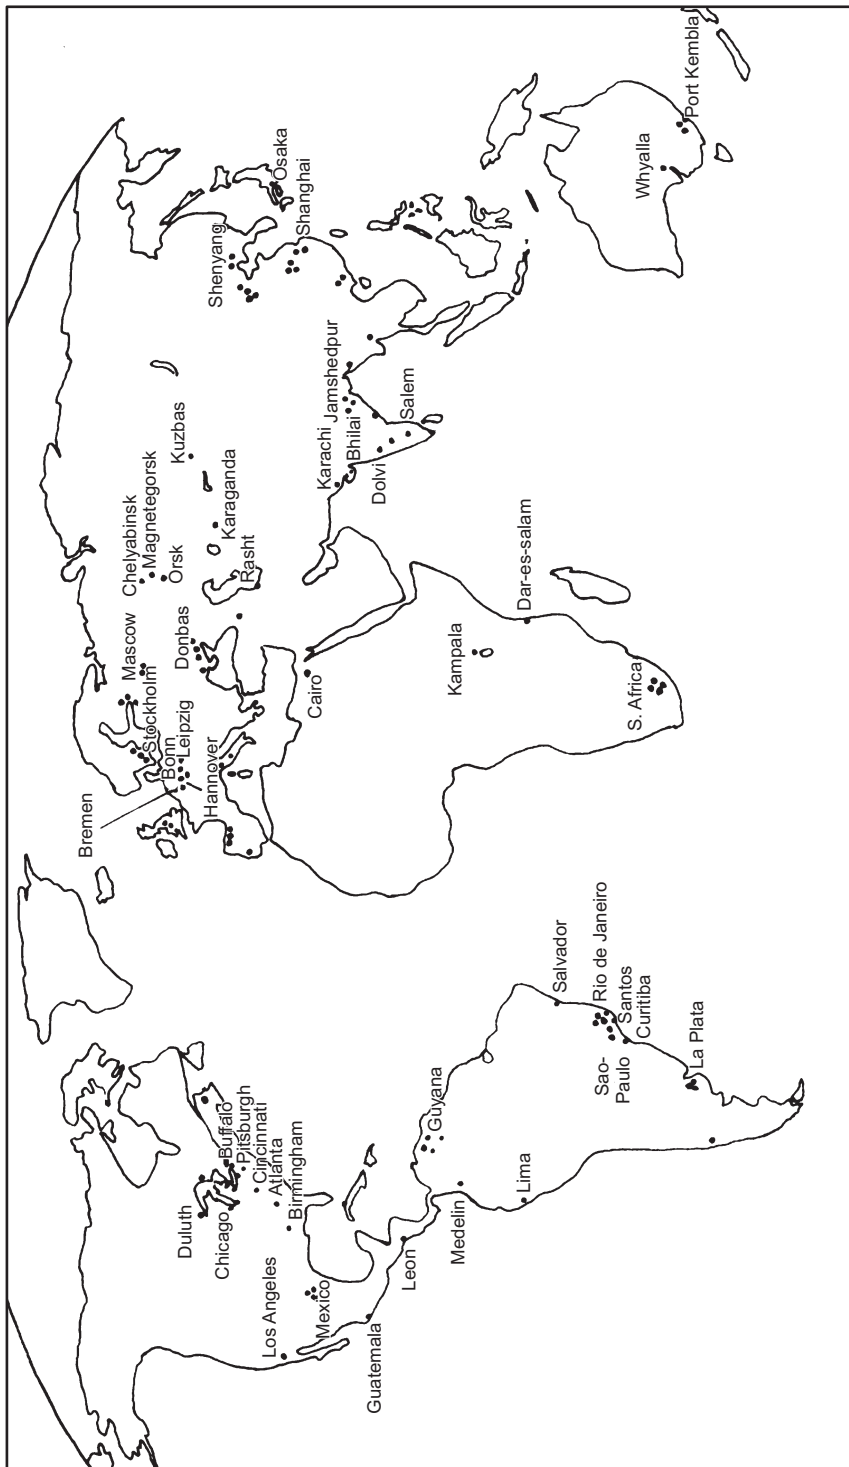 Duluth
Chicago
Buffalo
Pitsburgh
Cincinnati
Atlanta
Birmingham
Los Angeles
Mexico
Guatemala
Leon
Medelin
Guyana
Lima
Salvador
Rio de Janeiro
Sao-
Paulo
Santos
Curitiba
La Plata
Bremen
Stockholm
Bonn
Leipzig
Hannover
Mascow
Donbas
Chelyabinsk
Magnetegorsk
Orsk
Kuzbas
Karaganda
Rasht
Cairo
Kampala
Dar-es-salam
S. Africa
Karachi
Jamshedpur
Bhilai
Dolvi
Salem
Shenyang
Osaka
Shanghai
Whyalla
Port Kembla